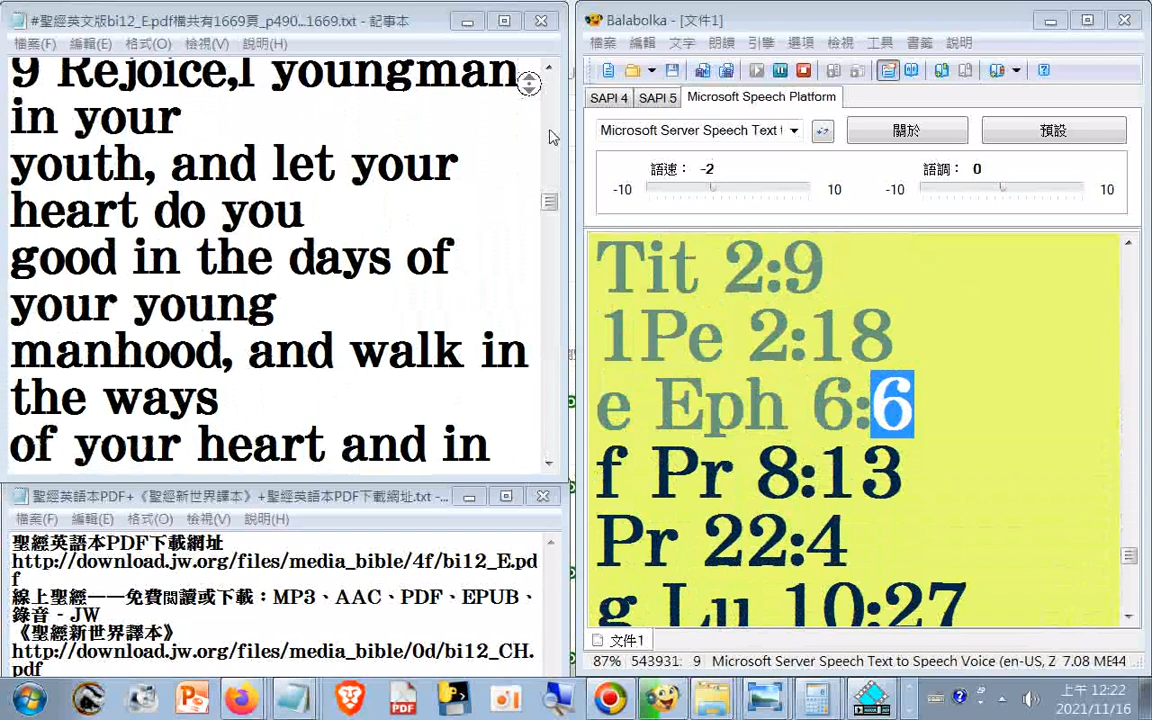 #聖經英文版bi12_E.pdf檔共有1669頁_p490...1669.txt - 記事本
檔案(F) 編輯(E) 格式(O) 檢視(V) 說明(H)
9 Rejoice,l youngman,
in your
youth, and let your
heart do you
good in the days of
your young
manhood, and walk in
the ways
of your heart and in
聖經英語本PDF+《聖經新世界譯本》+聖經英語本PDF下載網址.txt -...
檔案(F) 編輯(E) 格式(O) 檢視(V) 說明(H)
聖經英語本PDF下載網址
http://download.jw.org/files/media_bible/4f/bi12_E.pd
f
線上聖經——免費閱讀或下載：MP3、AAC、PDF、EPUB、
錄音 - JW
《聖經新世界譯本》
http://download.jw.org/files/media_bible/0d/bi12_CH.
pdf
Balabolka - [文件1]
檔案 編輯 文字 朗讀 引擎 選項 檢視 工具 書籤 說明
SAPI 4 SAPI 5 Microsoft Speech Platform
Microsoft Server Speech Text t 關於 預設
語速： -2 語調： 0
-10 10 -10 10
Tit 2:9
1Pe 2:18
e Eph 6:6
f Pr 8:13
Pr 22:4
g Lu 10:27
文件1
87% 543931: 9 Microsoft Server Speech Text to Speech Voice (en-US, Z 7.08 ME44
上午 12:22
2021/11/16